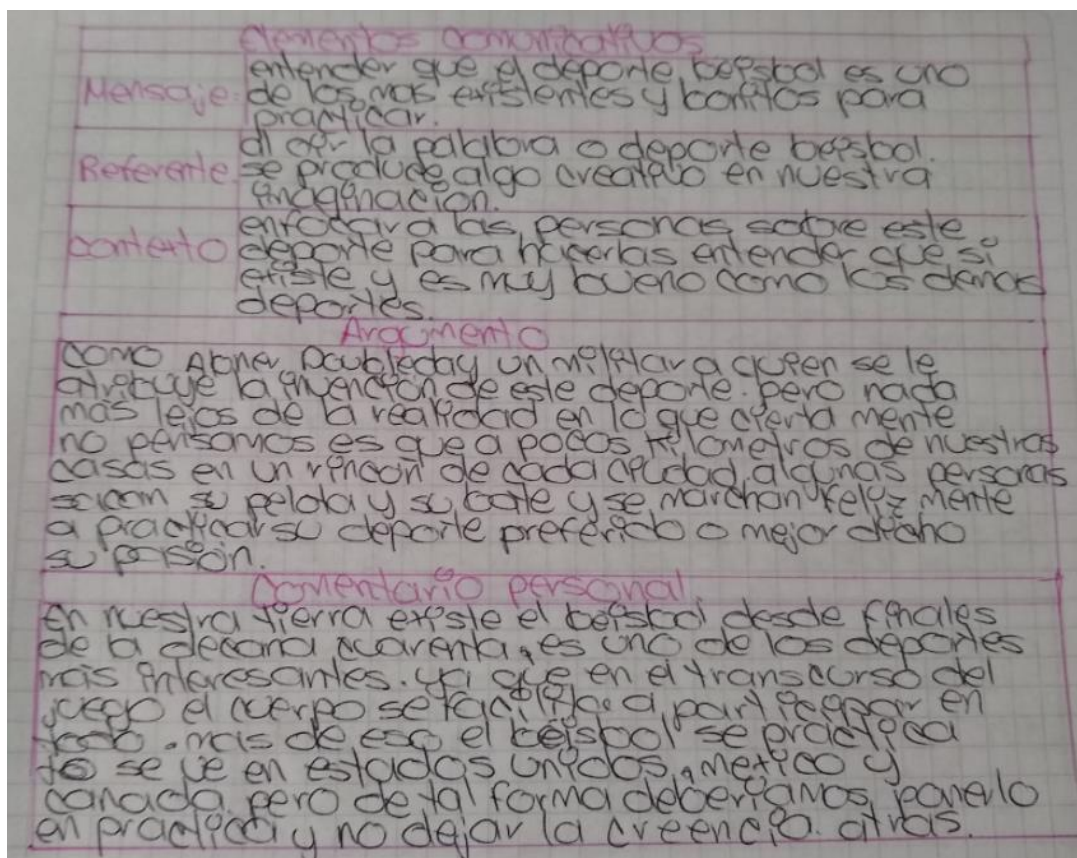 elementos comunicativos
Mensaje: entender que el deporte beisbol es uno
de los mas existentes y bonitos para
practicar.
Referente al oir la palabra o deporte beisbol.
se produce algo creativo en nuestra
imaginación.
contexto enfocar a las personas sobre este
deporte para hacerlas entender que si
existe y es muy bueno como los demas
deportes.
Argumento
como Abner Doubleday un militar a quien se le
atribuye la invención de este deporte. pero nada
mas lejos de la realidad en lo que cierta mente
no pensamos es que a pocos kilometros de nuestras
casas en un rincon de cada ciudad algunas personas
sacan su pelota y su bate y se marchan feliz mente
a practicar su deporte preferido o mejor dicho
su pasión.
Comentario personal
En nuestra tierra existe el beisbol desde finales
de la decana cuarenta, es uno de los deportes
mas interesantes. ya que en el transcurso del
juego el cuerpo se facilita a participar en
todo. mas de eso el beisbol se practica
se ve en estados unidos, mexico y
canada. pero de tal forma deberiamos ponerlo
en practica y no dejar la creencia. atras.